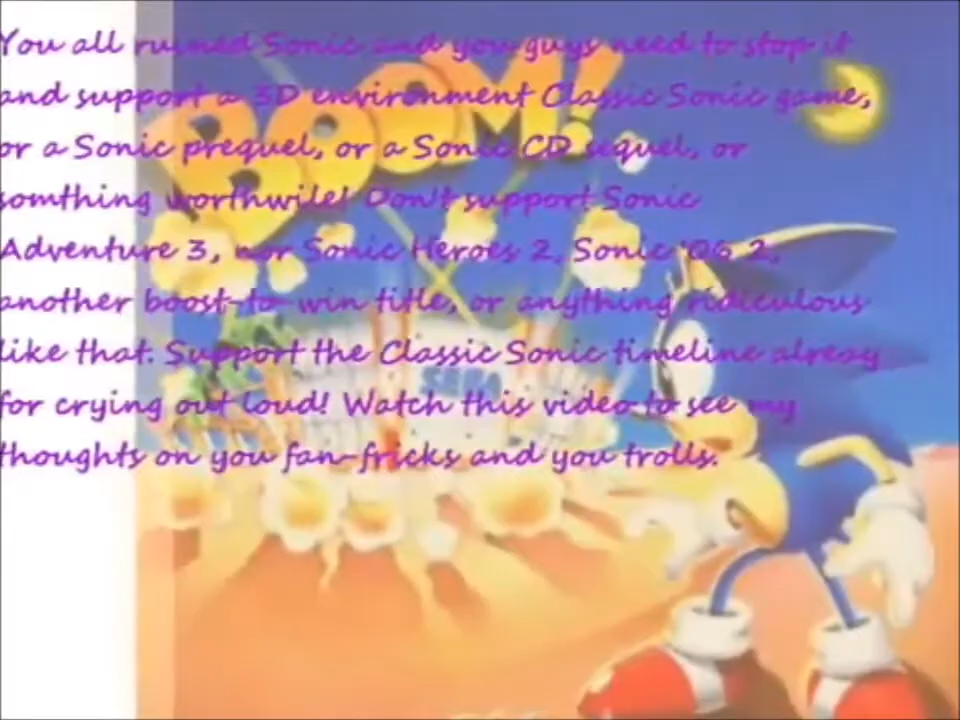 You all ruined Sonic and you guys need to stop it
and support a 3D environment Classic Sonic game,
or a Sonic prequel, or a Sonic CD sequel, or
somthing worthwile! Don't support Sonic
Adventure 3, nor Sonic Heroes 2, Sonic '06 2,
another boost-to-win title, or anything ridiculous
like that. Support the Classic Sonic timeline alreay
for crying out loud! Watch this video to see my
thoughts on you fan-fricks and you trolls.
BOOM!
SEGA